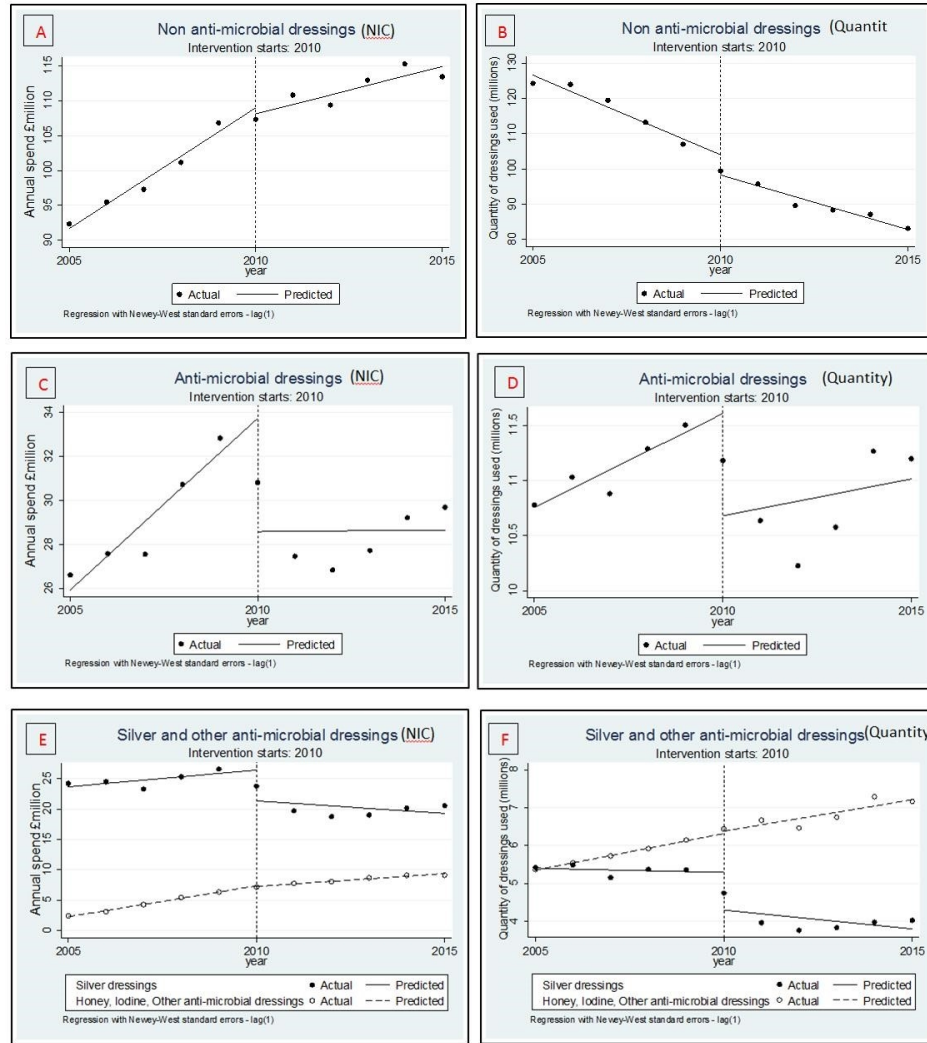 A
Non anti-microbial dressings (NIC)
Intervention starts: 2010
Annual spend £million
115
110
105
100
95
90
2005
2010
2015
year
Actual
Predicted
Regression with Newey-West standard errors - lag(1)
B
Non anti-microbial dressings (Quantit
Intervention starts: 2010
Quantity of dressings used (millions)
130
120
110
100
90
80
2005
2010
2015
year
Actual
Predicted
Regression with Newey-West standard errors - lag(1)
C
Anti-microbial dressings (NIC)
Intervention starts: 2010
Annual spend £million
34
32
30
28
26
2005
2010
2015
year
Actual
Predicted
Regression with Newey-West standard errors - lag(1)
D
Anti-microbial dressings (Quantity)
Intervention starts: 2010
Quantity of dressings used (millions)
11.5
11
10.5
10
2005
2010
2015
year
Actual
Predicted
Regression with Newey-West standard errors - lag(1)
E
Silver and other anti-microbial dressings (NIC)
Intervention starts: 2010
Annual spend £million
25
20
15
10
5
0
2005
2010
2015
year
Silver dressings Actual Predicted
Honey, Iodine, Other anti-microbial dressings Actual Predicted
Regression with Newey-West standard errors - lag(1)
F
Silver and other anti-microbial dressings(Quantity
Intervention starts: 2010
Quantity of dressings used (millions)
8
7
6
5
4
2005
2010
2015
year
Silver dressings Actual Predicted
Honey, Iodine, Other anti-microbial dressings Actual Predicted
Regression with Newey-West standard errors - lag(1)